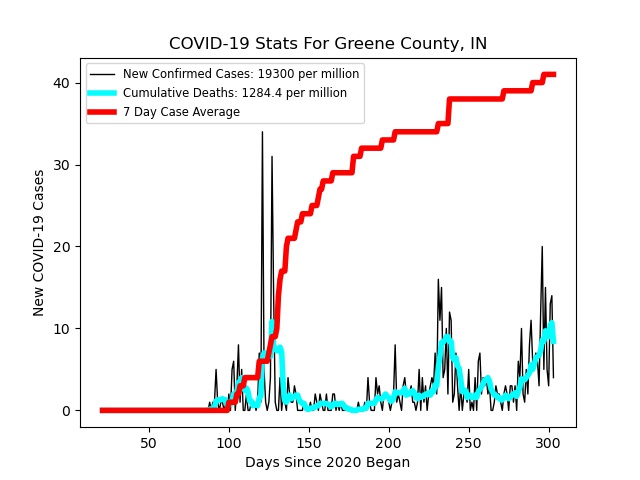 COVID-19 Stats For Greene County, IN
New Confirmed Cases: 19300 per million
Cumulative Deaths: 1284.4 per million
7 Day Case Average
40
30
20
10
0
New COVID-19 Cases
50 100 150 200 250 300
Days Since 2020 Began